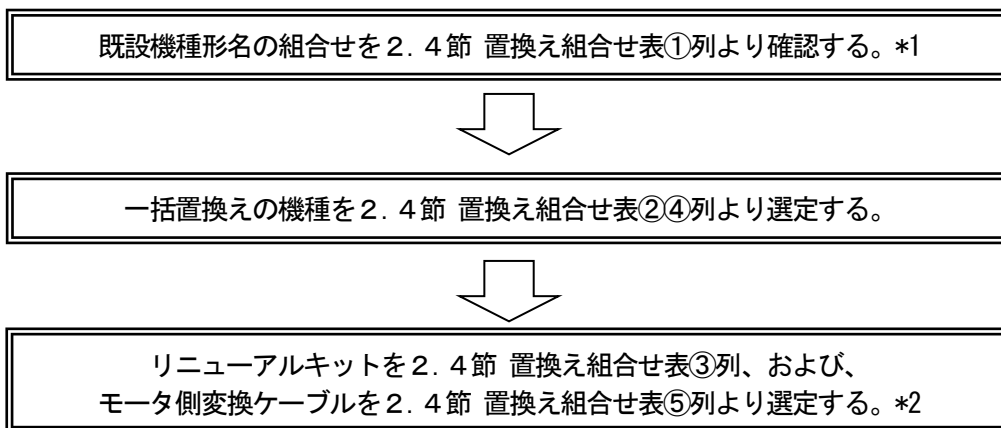 既設機種形名の組合せを２．４節 置換え組合せ表①列より確認する。*1
一括置換えの機種を２．４節 置換え組合せ表②④列より選定する。
リニューアルキットを２．４節 置換え組合せ表③列、および、
モータ側変換ケーブルを２．４節 置換え組合せ表⑤列より選定する。*2